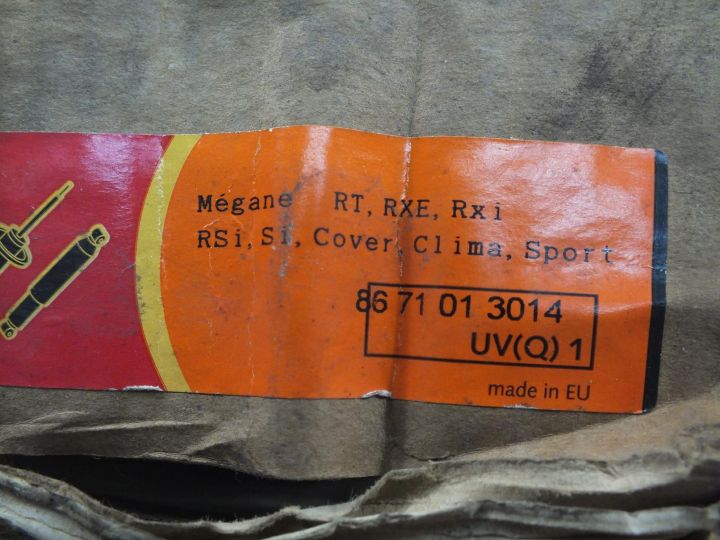 Mégane RT, RXE, Rxi
RSi, Si, Cover, Clima, Sport
86 71 01 3014
UV(Q) 1
made in EU